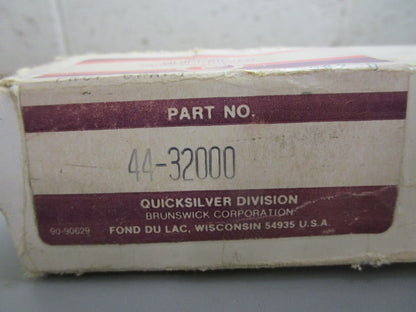 PART NO.
44-32000
QUICKSILVER DIVISION
BRUNSWICK CORPORATION
90-90629 FOND DU LAC, WISCONSIN 54935 U.S.A.